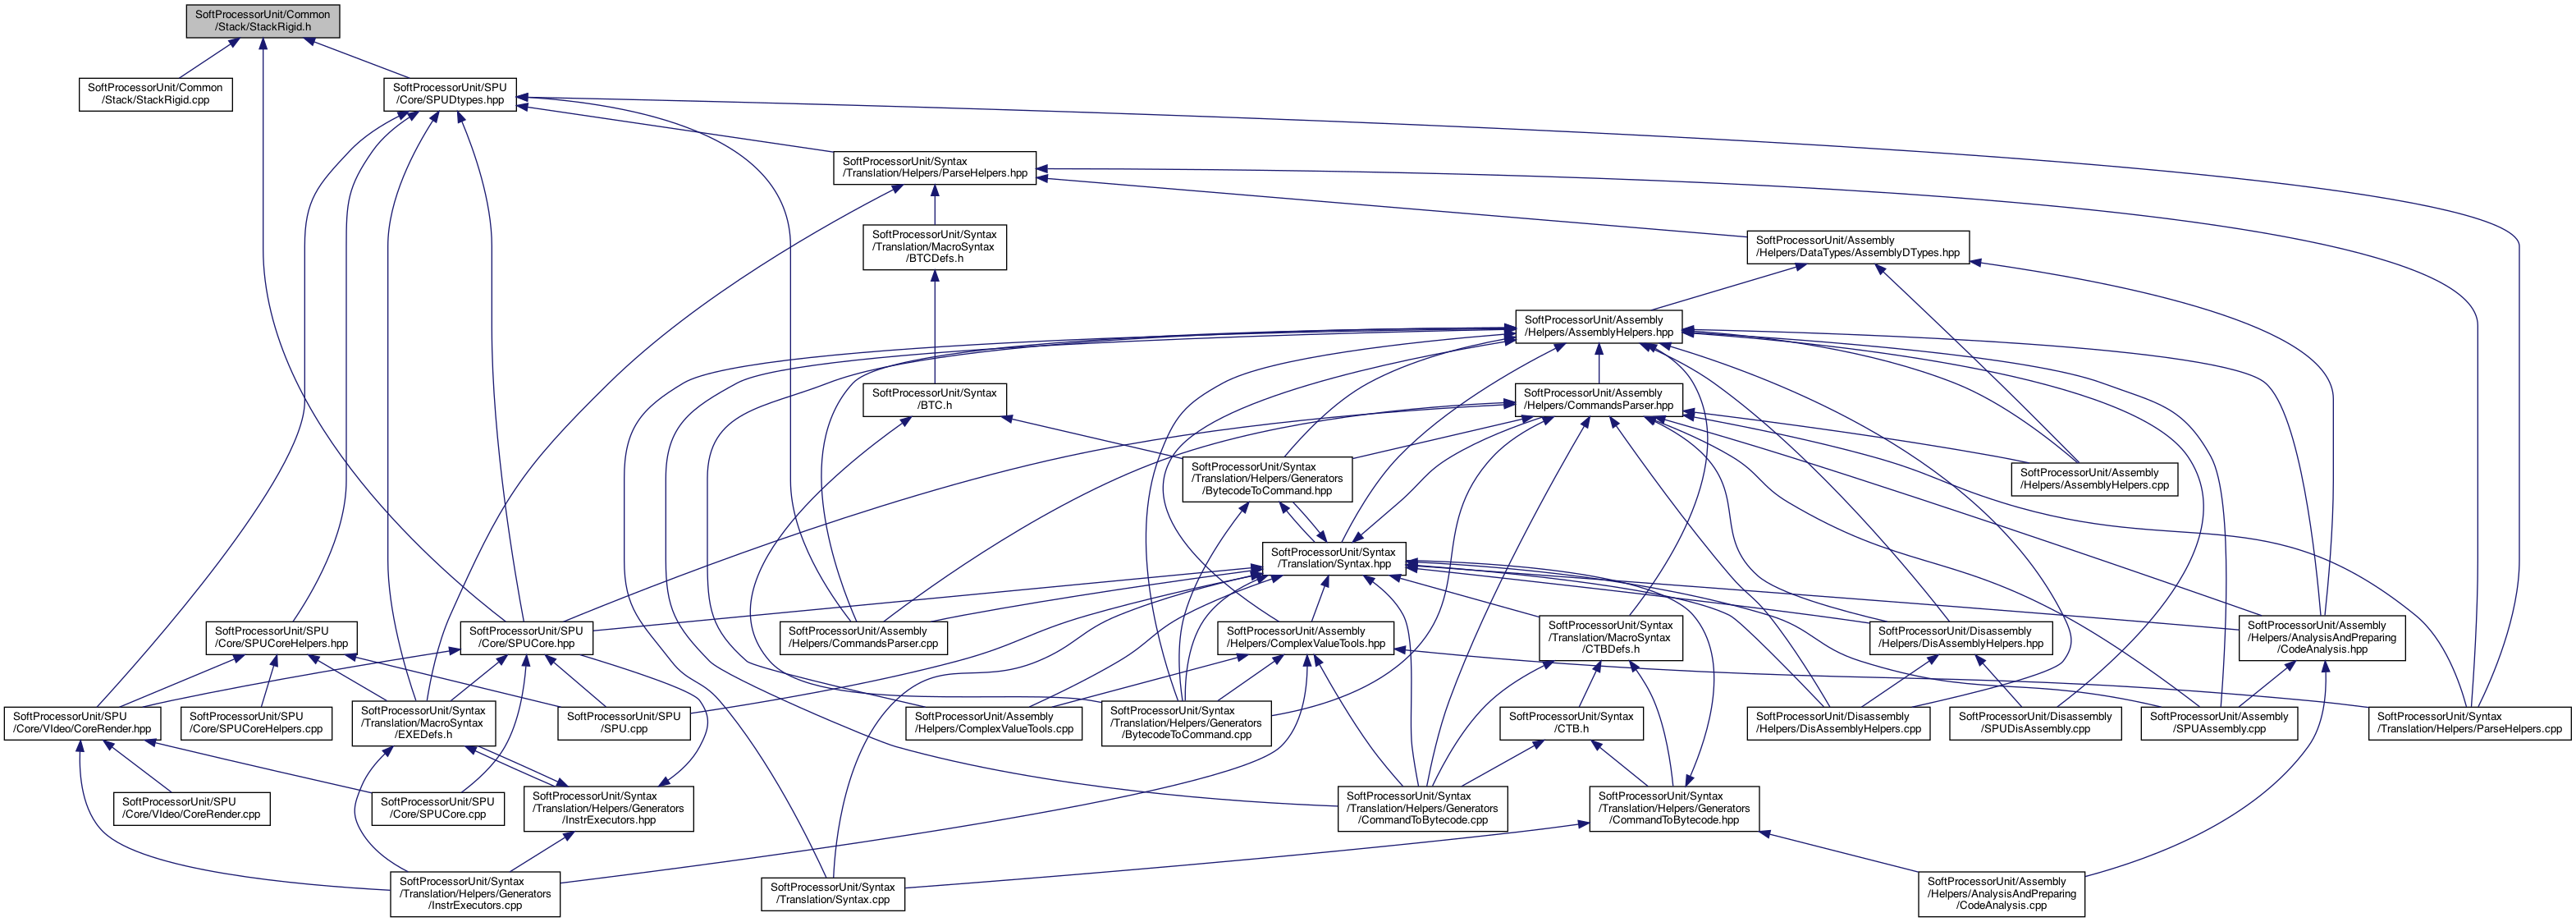 SoftProcessorUnit/Common
/Stack/StackRigid.h
SoftProcessorUnit/Common
/Stack/StackRigid.cpp
SoftProcessorUnit/SPU
/Core/SPUDtypes.hpp
SoftProcessorUnit/Syntax
/Translation/Helpers/ParseHelpers.hpp
SoftProcessorUnit/Syntax
/Translation/MacroSyntax
/BTCDefs.h
SoftProcessorUnit/Assembly
/Helpers/DataTypes/AssemblyDTypes.hpp
SoftProcessorUnit/Assembly
/Helpers/AssemblyHelpers.hpp
SoftProcessorUnit/Syntax
/BTC.h
SoftProcessorUnit/Assembly
/Helpers/CommandsParser.hpp
SoftProcessorUnit/Syntax
/Translation/Helpers/Generators
/BytecodeToCommand.hpp
SoftProcessorUnit/Assembly
/Helpers/AssemblyHelpers.cpp
SoftProcessorUnit/Syntax
/Translation/Syntax.hpp
SoftProcessorUnit/SPU
/Core/SPUCoreHelpers.hpp
SoftProcessorUnit/SPU
/Core/SPUCore.hpp
SoftProcessorUnit/Assembly
/Helpers/CommandsParser.cpp
SoftProcessorUnit/Assembly
/Helpers/ComplexValueTools.hpp
SoftProcessorUnit/Syntax
/Translation/MacroSyntax
/CTBDefs.h
SoftProcessorUnit/Disassembly
/Helpers/DisAssemblyHelpers.hpp
SoftProcessorUnit/Assembly
/Helpers/AnalysisAndPreparing
/CodeAnalysis.hpp
SoftProcessorUnit/SPU
/Core/VIdeo/CoreRender.hpp
SoftProcessorUnit/SPU
/Core/SPUCoreHelpers.cpp
SoftProcessorUnit/Syntax
/Translation/MacroSyntax
/EXEDefs.h
SoftProcessorUnit/SPU
/SPU.cpp
SoftProcessorUnit/Assembly
/Helpers/ComplexValueTools.cpp
SoftProcessorUnit/Syntax
/Translation/Helpers/Generators
/BytecodeToCommand.cpp
SoftProcessorUnit/Syntax
/CTB.h
SoftProcessorUnit/Disassembly
/Helpers/DisAssemblyHelpers.cpp
SoftProcessorUnit/Disassembly
/SPUDisAssembly.cpp
SoftProcessorUnit/Assembly
/SPUAssembly.cpp
SoftProcessorUnit/Syntax
/Translation/Helpers/ParseHelpers.cpp
SoftProcessorUnit/SPU
/Core/VIdeo/CoreRender.cpp
SoftProcessorUnit/SPU
/Core/SPUCore.cpp
SoftProcessorUnit/Syntax
/Translation/Helpers/Generators
/InstrExecutors.hpp
SoftProcessorUnit/Syntax
/Translation/Helpers/Generators
/CommandToBytecode.cpp
SoftProcessorUnit/Syntax
/Translation/Helpers/Generators
/CommandToBytecode.hpp
SoftProcessorUnit/Syntax
/Translation/Helpers/Generators
/InstrExecutors.cpp
SoftProcessorUnit/Syntax
/Translation/Syntax.cpp
SoftProcessorUnit/Assembly
/Helpers/AnalysisAndPreparing
/CodeAnalysis.cpp